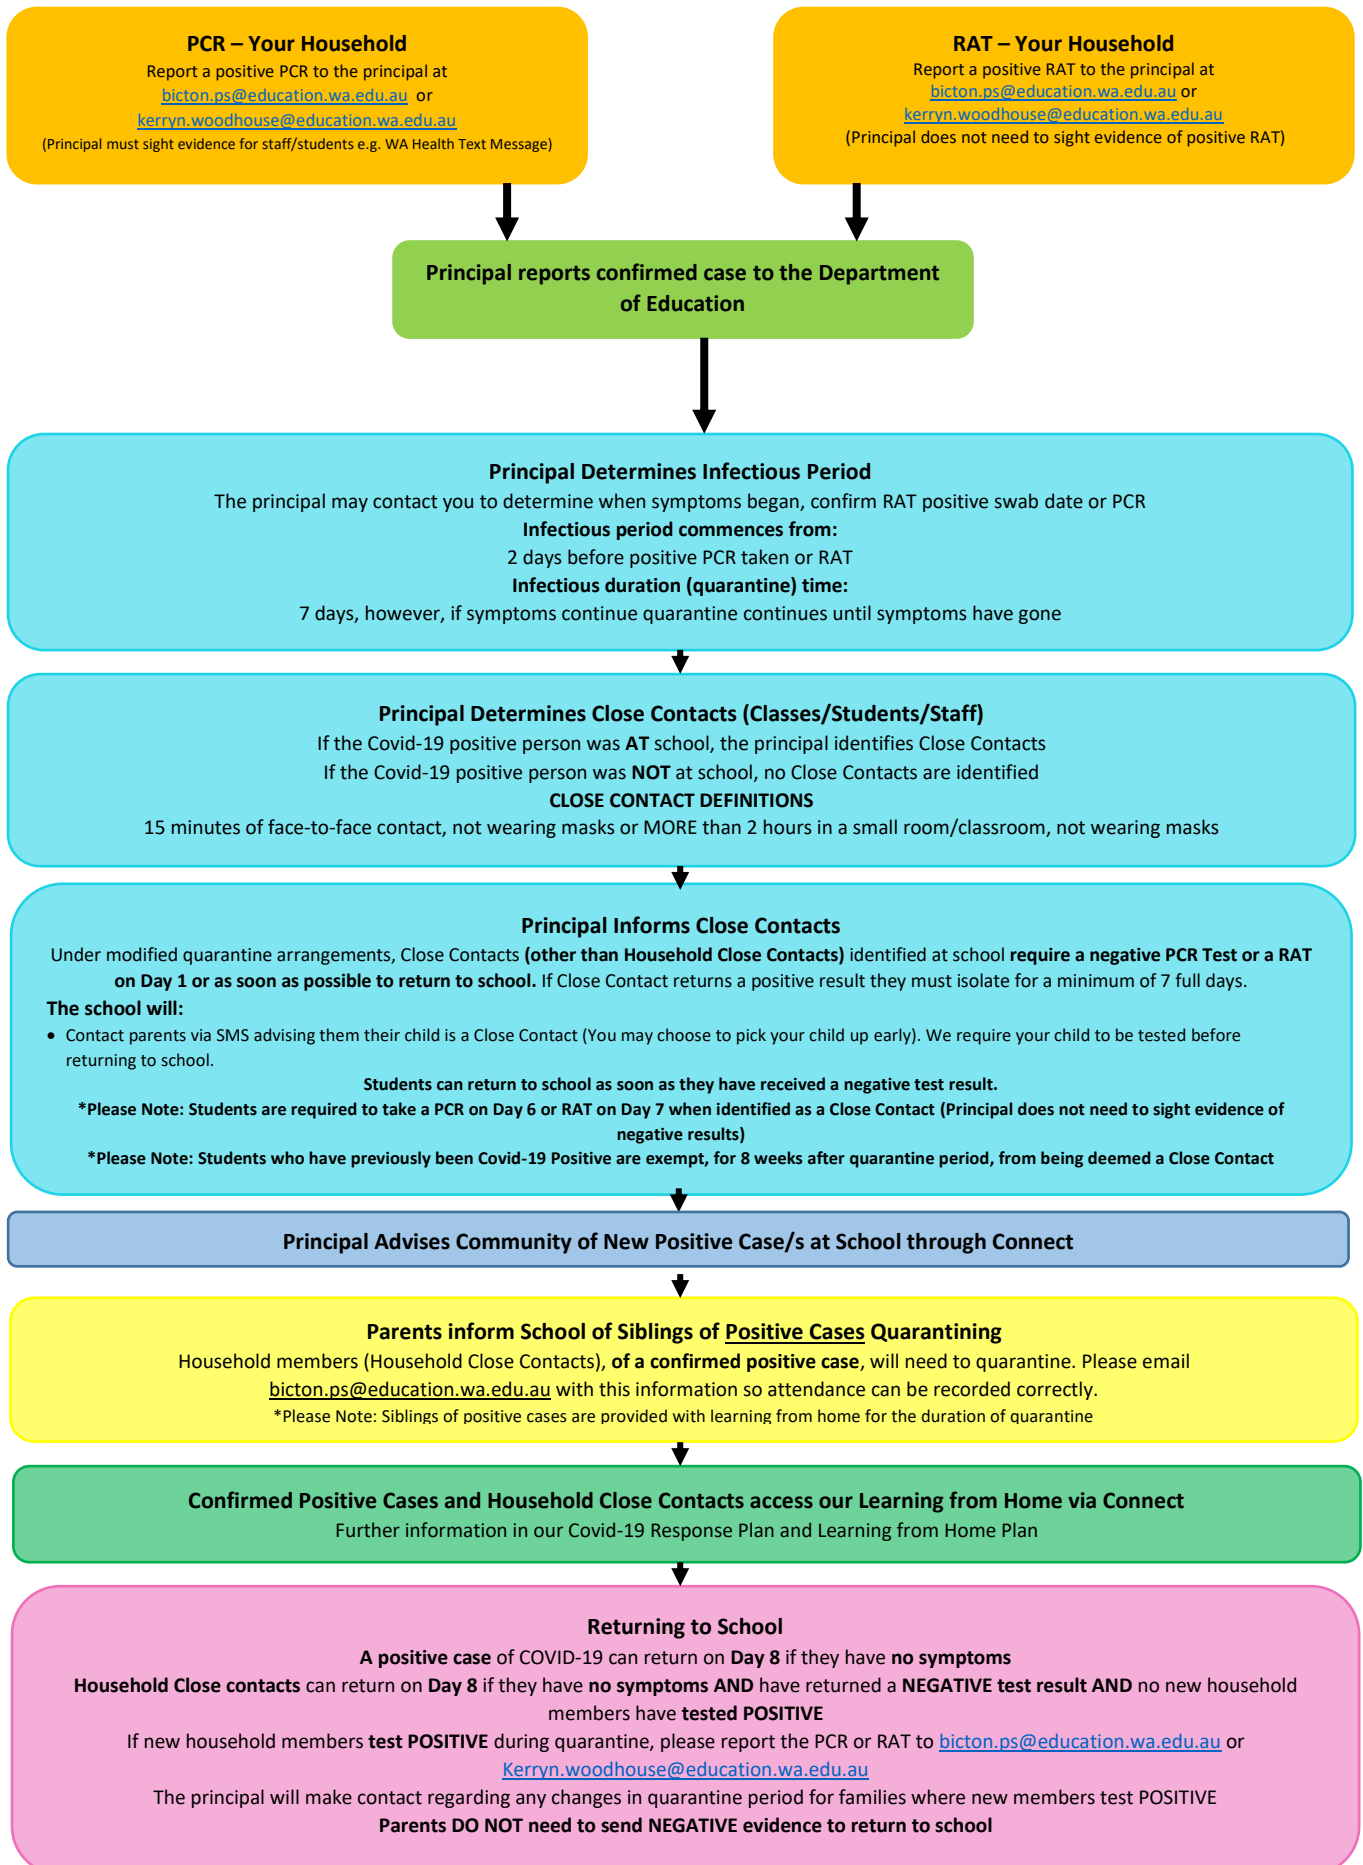 PCR – Your Household
Report a positive PCR to the principal at
bicton.ps@education.wa.edu.au or
kerryn.woodhouse@education.wa.edu.au
(Principal must sight evidence for staff/students e.g. WA Health Text Message)
RAT – Your Household
Report a positive RAT to the principal at
bicton.ps@education.wa.edu.au or
kerryn.woodhouse@education.wa.edu.au
(Principal does not need to sight evidence of positive RAT)
Principal reports confirmed case to the Department
of Education
Principal Determines Infectious Period
The principal may contact you to determine when symptoms began, confirm RAT positive swab date or PCR
Infectious period commences from:
2 days before positive PCR taken or RAT
Infectious duration (quarantine) time:
7 days, however, if symptoms continue quarantine continues until symptoms have gone
Principal Determines Close Contacts (Classes/Students/Staff)
If the Covid-19 positive person was AT school, the principal identifies Close Contacts
If the Covid-19 positive person was NOT at school, no Close Contacts are identified
CLOSE CONTACT DEFINITIONS
15 minutes of face-to-face contact, not wearing masks or MORE than 2 hours in a small room/classroom, not wearing masks
Principal Informs Close Contacts
Under modified quarantine arrangements, Close Contacts (other than Household Close Contacts) identified at school require a negative PCR Test or a RAT
on Day 1 or as soon as possible to return to school. If Close Contact returns a positive result they must isolate for a minimum of 7 full days.
The school will:
• Contact parents via SMS advising them their child is a Close Contact (You may choose to pick your child up early). We require your child to be tested before
returning to school.
Students can return to school as soon as they have received a negative test result.
*Please Note: Students are required to take a PCR on Day 6 or RAT on Day 7 when identified as a Close Contact (Principal does not need to sight evidence of
negative results)
*Please Note: Students who have previously been Covid-19 Positive are exempt, for 8 weeks after quarantine period, from being deemed a Close Contact
Principal Advises Community of New Positive Case/s at School through Connect
Parents inform School of Siblings of Positive Cases Quarantining
Household members (Household Close Contacts), of a confirmed positive case, will need to quarantine. Please email
bicton.ps@education.wa.edu.au with this information so attendance can be recorded correctly.
*Please Note: Siblings of positive cases are provided with learning from home for the duration of quarantine
Confirmed Positive Cases and Household Close Contacts access our Learning from Home via Connect
Further information in our Covid-19 Response Plan and Learning from Home Plan
Returning to School
A positive case of COVID-19 can return on Day 8 if they have no symptoms
Household Close contacts can return on Day 8 if they have no symptoms AND have returned a NEGATIVE test result AND no new household
members have tested POSITIVE
If new household members test POSITIVE during quarantine, please report the PCR or RAT to bicton.ps@education.wa.edu.au or
Kerryn.woodhouse@education.wa.edu.au
The principal will make contact regarding any changes in quarantine period for families where new members test POSITIVE
Parents DO NOT need to send NEGATIVE evidence to return to school